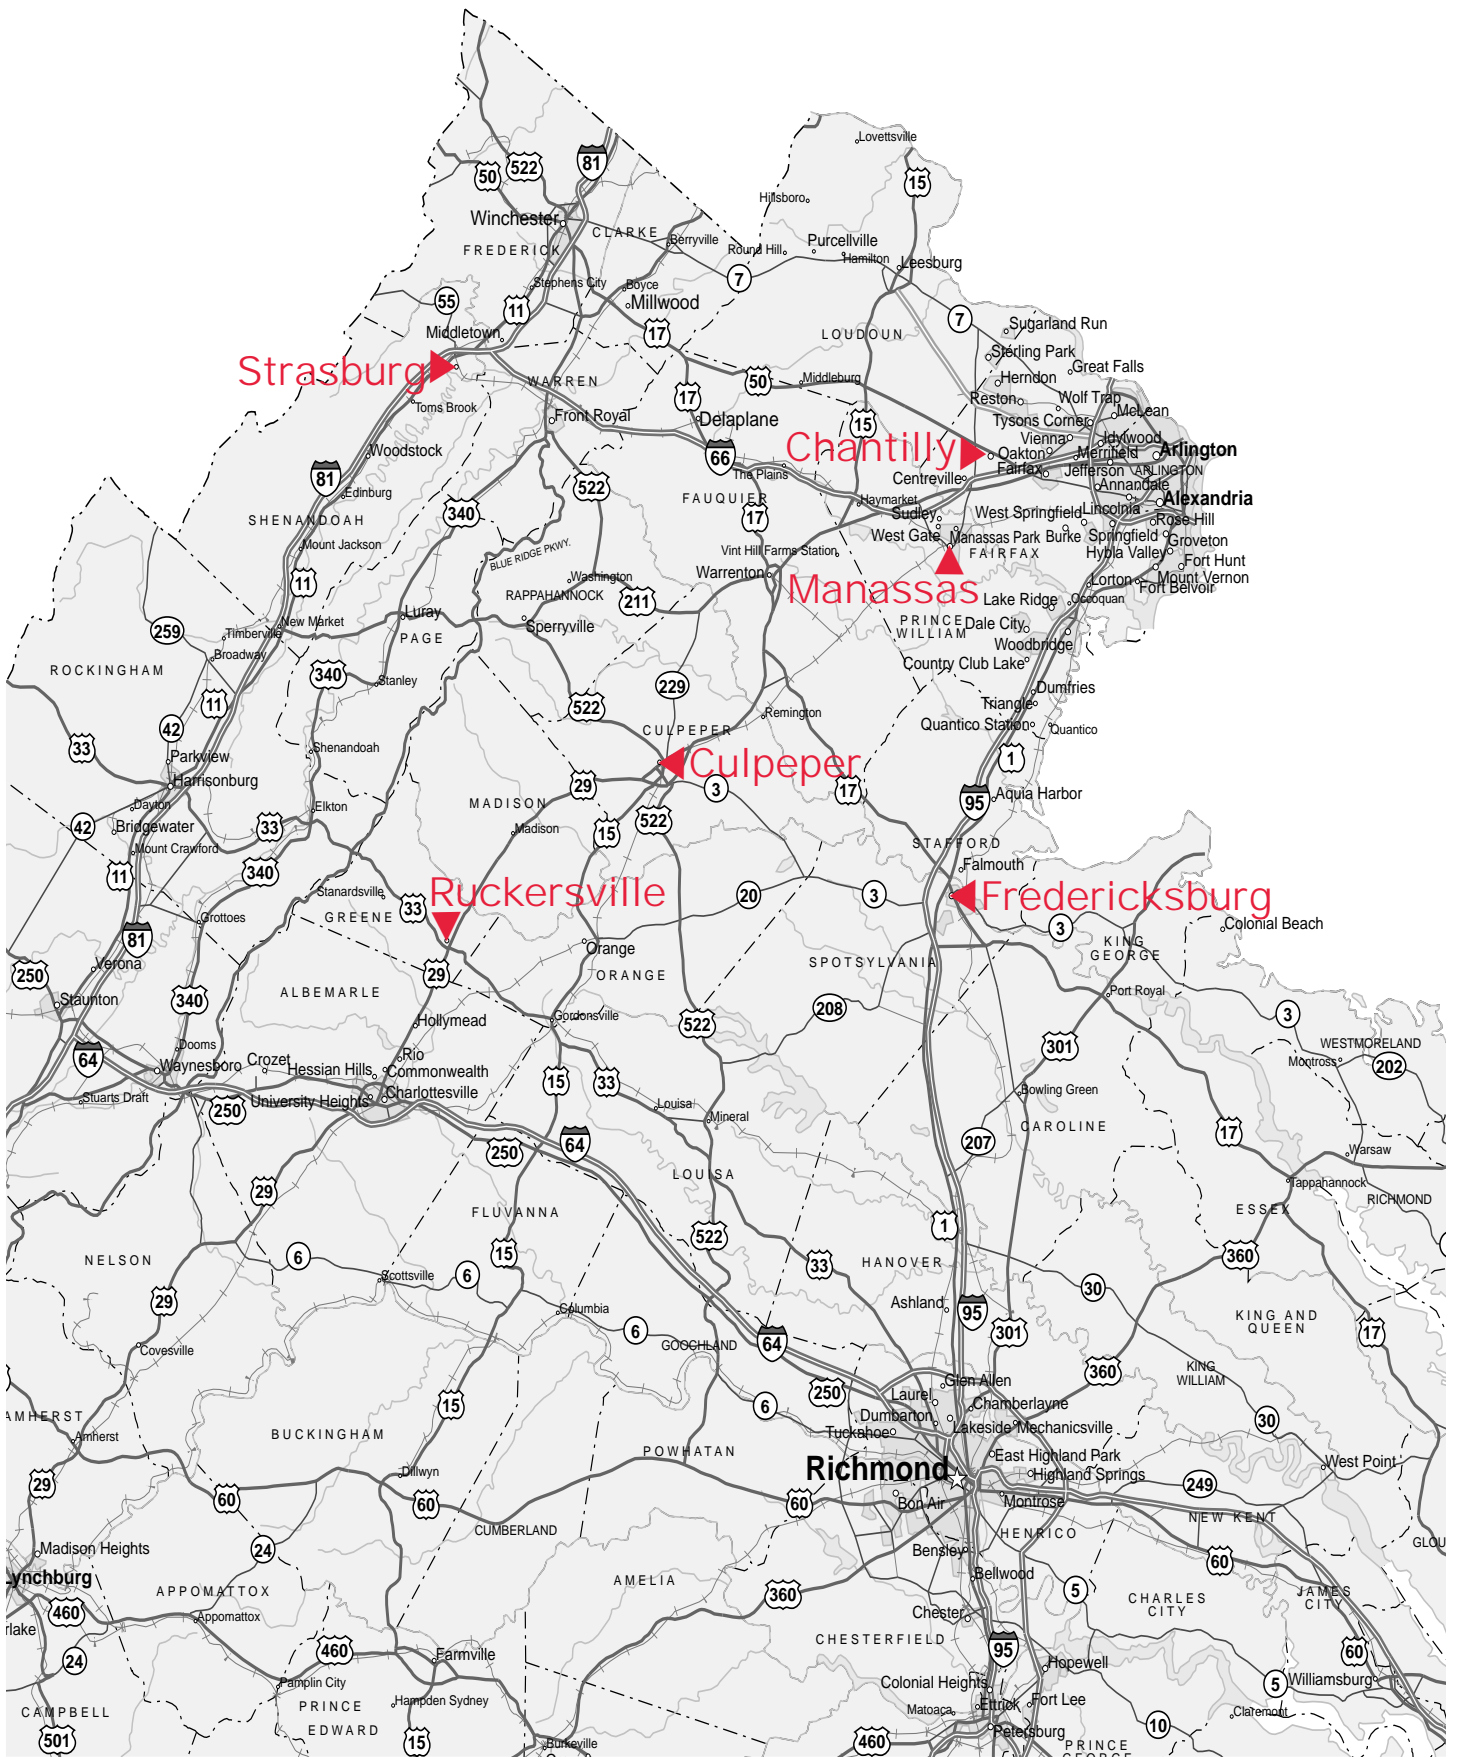 Lovettsville
81
522
50
15
Hillsboro
Winchester
CLARKE
Berryville
FREDERICK
Round Hill
Purcellville
Hamilton
Leesburg
7
Stephens City
Boyce
Millwood
55
11
17
LOUDOUN
7
Sugarland Run
Middletown
Sterling Park
Great Falls
Strasburg
WARREN
50
Middleburg
Herndon
Reston
Wolf Trap
McLean
Toms Brook
Front Royal
17
Delaplane
15
Tysons Corner
Vienna
Idylwood
Chantilly
Oakton
Merrifield
Arlington
Woodstock
66
The Plains
Centreville
Fairfax
Jefferson
ARLINGTON
Annandale
81
Edinburg
522
FAUQUIER
Haymarket
Alexandria
340
17
Sudley
West Springfield
Lincolnia
Rose Hill
SHENANDOAH
West Gate
Manassas Park
Burke
Springfield
Groveton
Mount Jackson
BLUE RIDGE PKWY.
Vint Hill Farms Station
FAIRFAX
Hybla Valley
Fort Hunt
11
Washington
Warrenton
Manassas
Lorton
Mount Vernon
Fort Belvoir
RAPPAHANNOCK
211
Lake Ridge
Occoquan
Luray
Sperryville
PRINCE
WILLIAM
Dale City
259
New Market
Timberville
PAGE
Woodbridge
Broadway
Country Club Lake
ROCKINGHAM
340
Stanley
229
Dumfries
11
522
Remington
Triangle
42
CULPEPER
Quantico Station
Quantico
33
Shenandoah
Parkview
Culpeper
1
Harrisonburg
29
3
17
95
Aquia Harbor
Dayton
Elkton
MADISON
42
Bridgewater
33
Madison
15
522
STAFFORD
Mount Crawford
Falmouth
11
340
Stanardsville
Ruckersville
20
3
Fredericksburg
Grottoes
GREENE
33
3
Colonial Beach
81
Orange
KING
GEORGE
250
Verona
29
ORANGE
SPOTSYLVANIA
Staunton
340
ALBEMARLE
Port Royal
Hollymead
Gordonsville
522
208
3
Dooms
301
WESTMORELAND
64
Waynesboro
Crozet
Rio
Hessian Hills
Commonwealth
Montross
202
Stuarts Draft
250
University Heights
Charlottesville
15
33
Louisa
Mineral
Bowling Green
CAROLINE
64
250
207
17
Warsaw
29
LOUISA
Tappahannock
RICHMOND
FLUVANNA
ESSEX
15
522
1
NELSON
6
Scottsville
6
33
HANOVER
360
29
Columbia
6
Ashland
95
30
KING AND
QUEEN
Covesville
GOOCHLAND
64
301
17
250
360
KING
WILLIAM
15
6
Laurel
Glen Allen
Chamberlayne
AMHERST
Dumbarton
30
Amherst
BUCKINGHAM
POWHATAN
Tuckahoe
Lakeside
Mechanicsville
29
Dillwyn
Richmond
East Highland Park
Highland Springs
West Point
60
60
60
Bon Air
Montrose
249
CUMBERLAND
HENRICO
NEW KENT
Madison Heights
24
Bensley
60
GLOU
Lynchburg
APPOMATTOX
AMELIA
360
Bellwood
5
CHARLES
CITY
JAMES
CITY
460
Appomattox
Chester
rlake
24
460
Farmville
CHESTERFIELD
95
60
Hopewell
Pamplin City
Colonial Heights
5
Williamsburg
CAMPBELL
PRINCE
EDWARD
Hampden Sydney
Matoaca
Ettrick
Fort Lee
Claremont
501
15
Burkeville
460
Petersburg
10
PRINCE
GEORGE